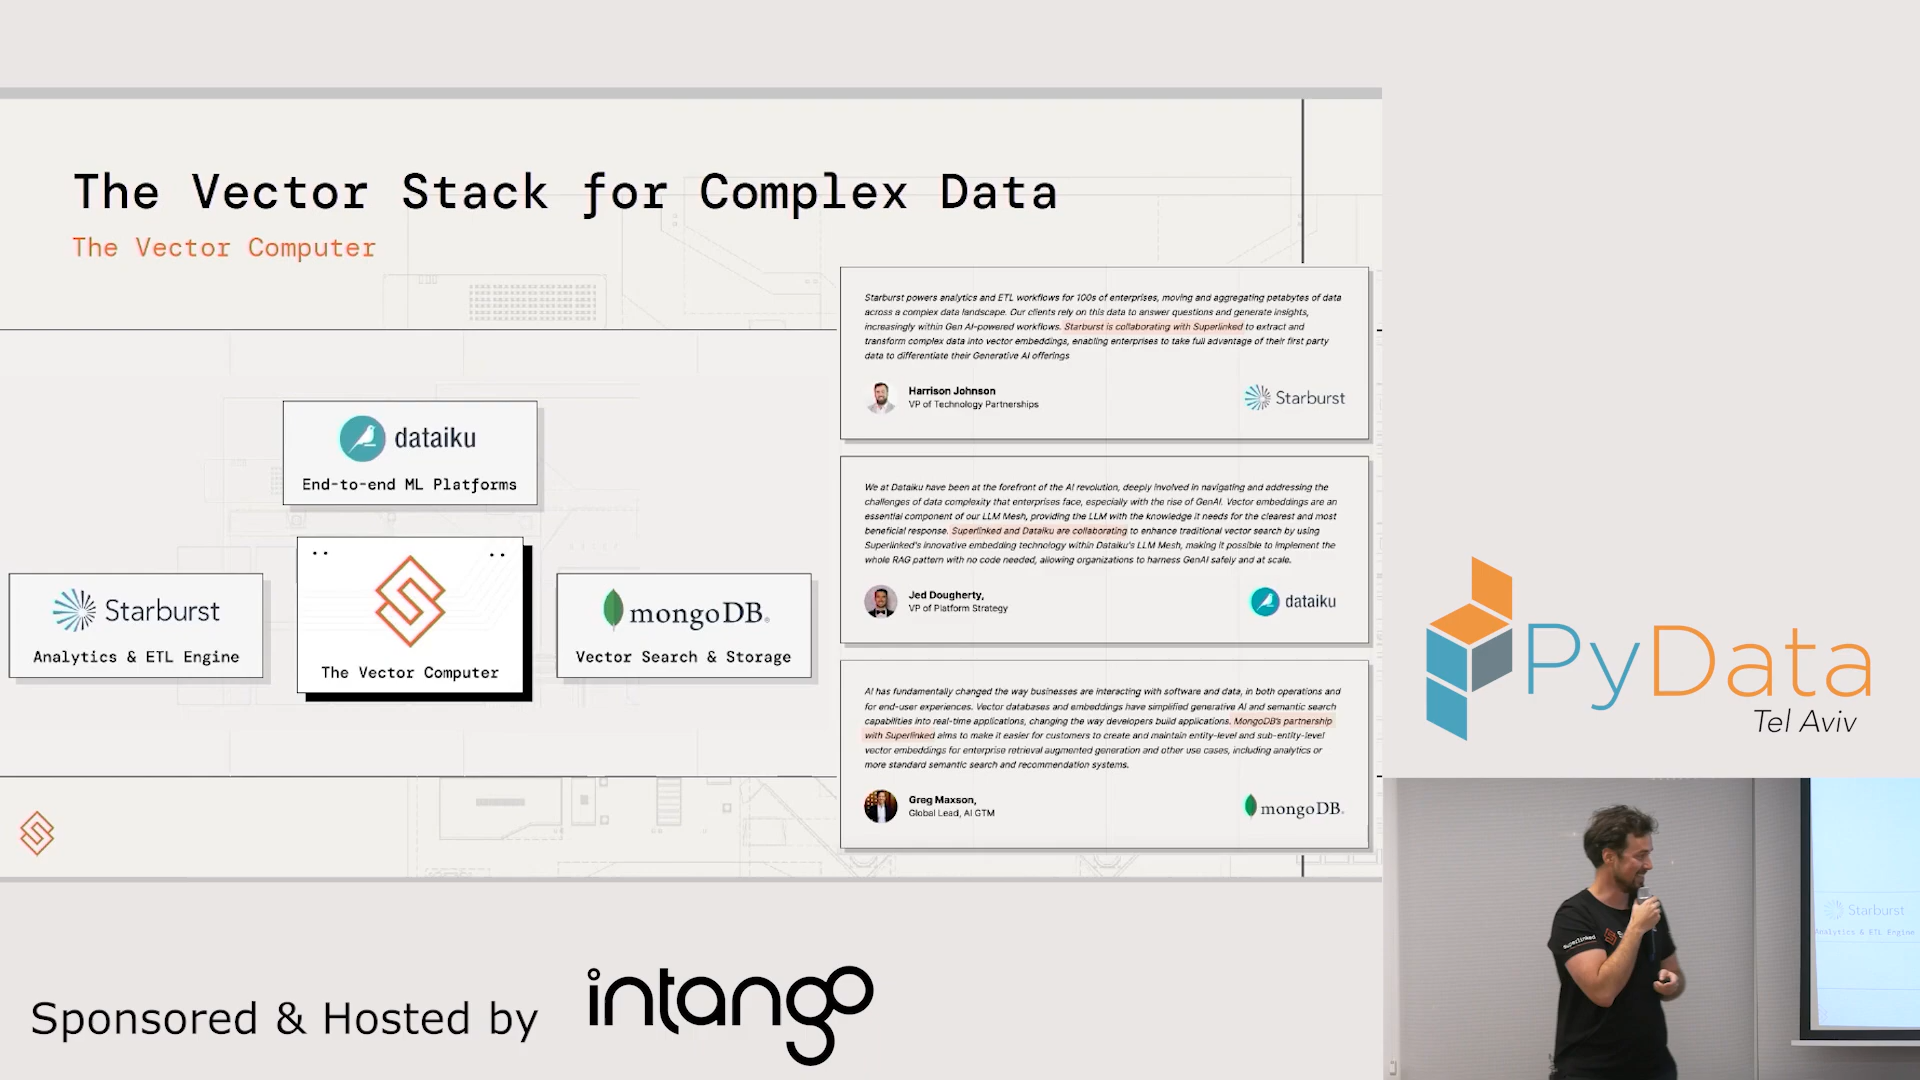 The Vector Stack for Complex Data
The Vector Computer
dataiku
End-to-end ML Platforms
Starburst
Analytics & ETL Engine
The Vector Computer
mongoDB.
Vector Search & Storage
Starburst powers analytics and ETL workflows for 100s of enterprises, moving and aggregating petabytes of data
across a complex data landscape. Our clients rely on this data to answer questions and generate insights,
increasingly within Gen AI-powered workflows. Starburst is collaborating with Superlinked to extract and
transform complex data into vector embeddings, enabling enterprises to take full advantage of their first party
data to differentiate their Generative AI offerings
Harrison Johnson
VP of Technology Partnerships
Starburst
We at Dataiku have been at the forefront of the AI revolution, deeply involved in navigating and addressing the
challenges of data complexity that enterprises face, especially with the rise of GenAI. Vector embeddings are an
essential component of our LLM Mesh, providing the LLM with the knowledge it needs for the clearest and most
beneficial response. Superlinked and Dataiku are collaborating to enhance traditional vector search by using
Superlinked's innovative embedding technology within Dataiku's LLM Mesh, making it possible to implement the
whole RAG pattern with no code needed, allowing organizations to harness GenAI safely and at scale.
Jed Dougherty,
VP of Platform Strategy
dataiku
AI has fundamentally changed the way businesses are interacting with software and data, in both operations and
for end-user experiences. Vector databases and embeddings have simplified generative AI and semantic search
capabilities into real-time applications, changing the way developers build applications. MongoDB's partnership
with Superlinked aims to make it easier for customers to create and maintain entity-level and sub-entity-level
vector embeddings for enterprise retrieval augmented generation and other use cases, including analytics or
more standard semantic search and recommendation systems.
Greg Maxson,
Global Lead, AI GTM
mongoDB.
PyData
Tel Aviv
superlinked
Starburst
Analytics & ETL Engine
Sponsored & Hosted by
intango